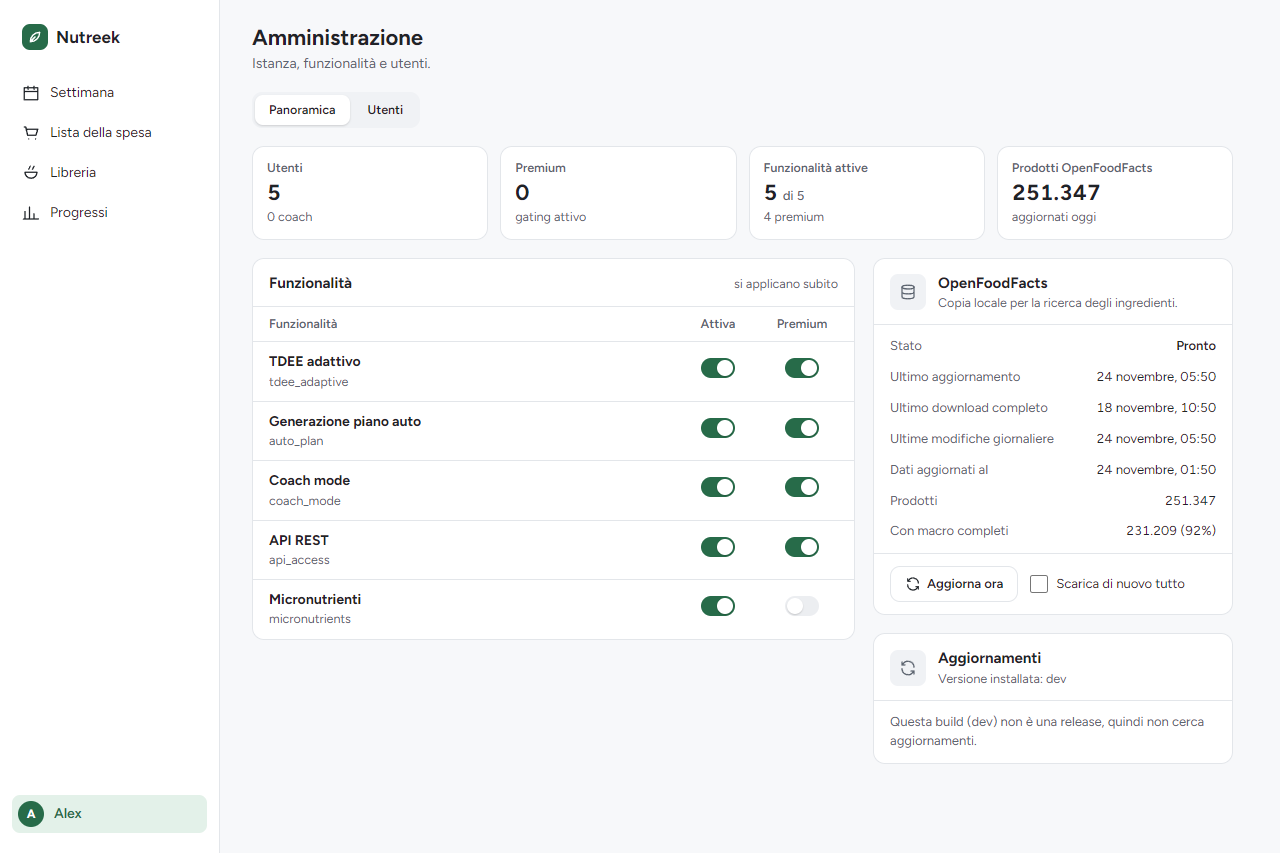 Nutreek
Settimana
Lista della spesa
Libreria
Progressi
A Alex
Amministrazione
Istanza, funzionalità e utenti.
Panoramica Utenti
Utenti
5
0 coach
Premium
0
gating attivo
Funzionalità attive
5 di 5
4 premium
Prodotti OpenFoodFacts
251.347
aggiornati oggi
Funzionalità si applicano subito
Funzionalità Attiva Premium
TDEE adattivo
tdee_adaptive
Generazione piano auto
auto_plan
Coach mode
coach_mode
API REST
api_access
Micronutrienti
micronutrients
OpenFoodFacts
Copia locale per la ricerca degli ingredienti.
Stato Pronto
Ultimo aggiornamento 24 novembre, 05:50
Ultimo download completo 18 novembre, 10:50
Ultime modifiche giornaliere 24 novembre, 05:50
Dati aggiornati al 24 novembre, 01:50
Prodotti 251.347
Con macro completi 231.209 (92%)
Aggiorna ora Scarica di nuovo tutto
Aggiornamenti
Versione installata: dev
Questa build (dev) non è una release, quindi non cerca
aggiornamenti.